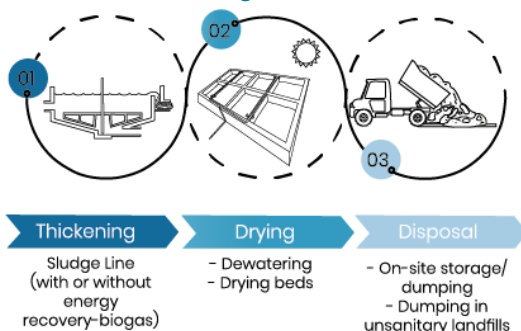 01
02
03
Thickening
Drying
Disposal
Sludge Line
(with or without
energy
recovery-biogas)
- Dewatering
- Drying beds
- On-site storage/
dumping
- Dumping in
unsanitary landfills